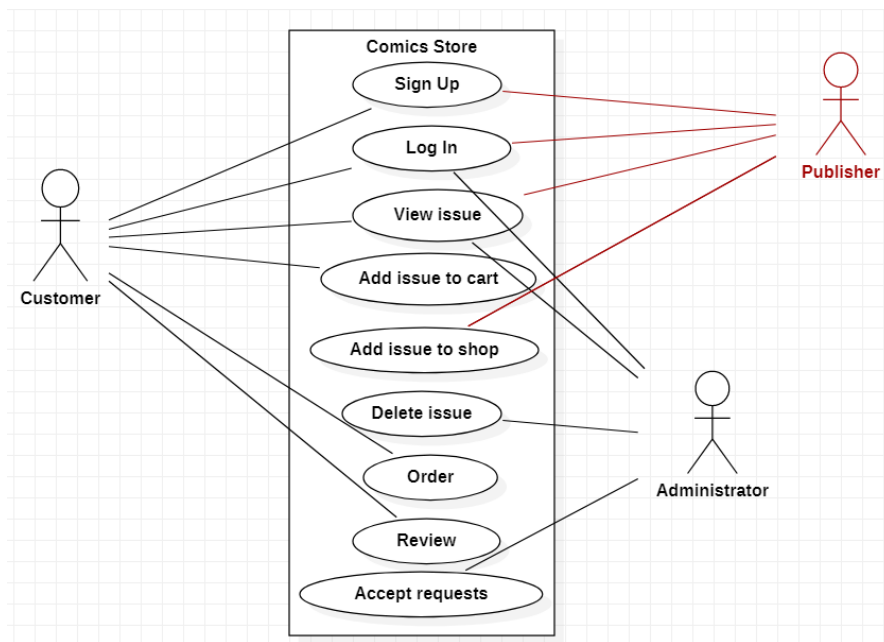 Comics Store
Sign Up
Publisher
Log In
View issue
Customer
Add issue to cart
Add issue to shop
Delete issue
Order
Administrator
Review
Accept requests